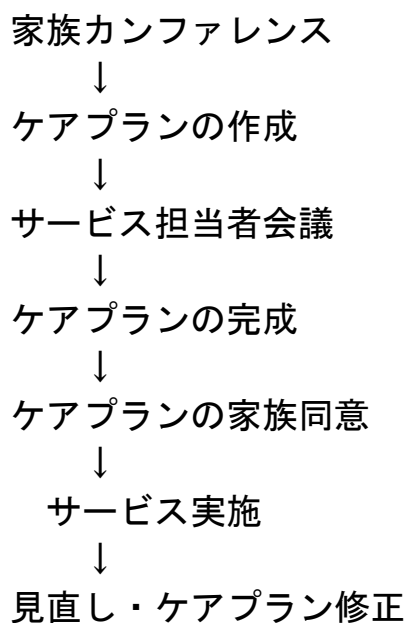 家族カンファレンス
↓
ケアプランの作成
↓
サービス担当者会議
↓
ケアプランの完成
↓
ケアプランの家族同意
↓
サービス実施
↓
見直し・ケアプラン修正